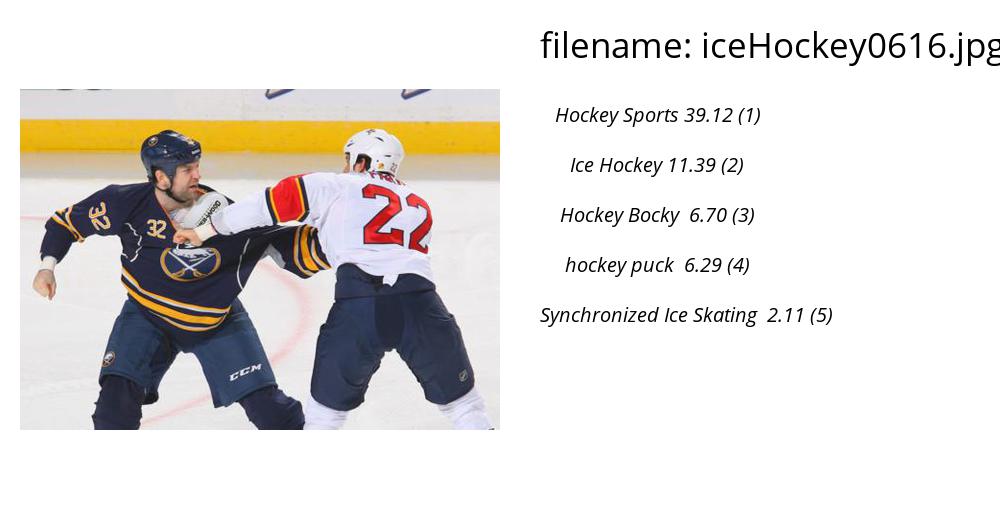 filename: iceHockey0616.jpg
Hockey Sports 39.12 (1)
Ice Hockey 11.39 (2)
Hockey Bocky 6.70 (3)
hockey puck 6.29 (4)
Synchronized Ice Skating 2.11 (5)
32
32
22
22
CCM